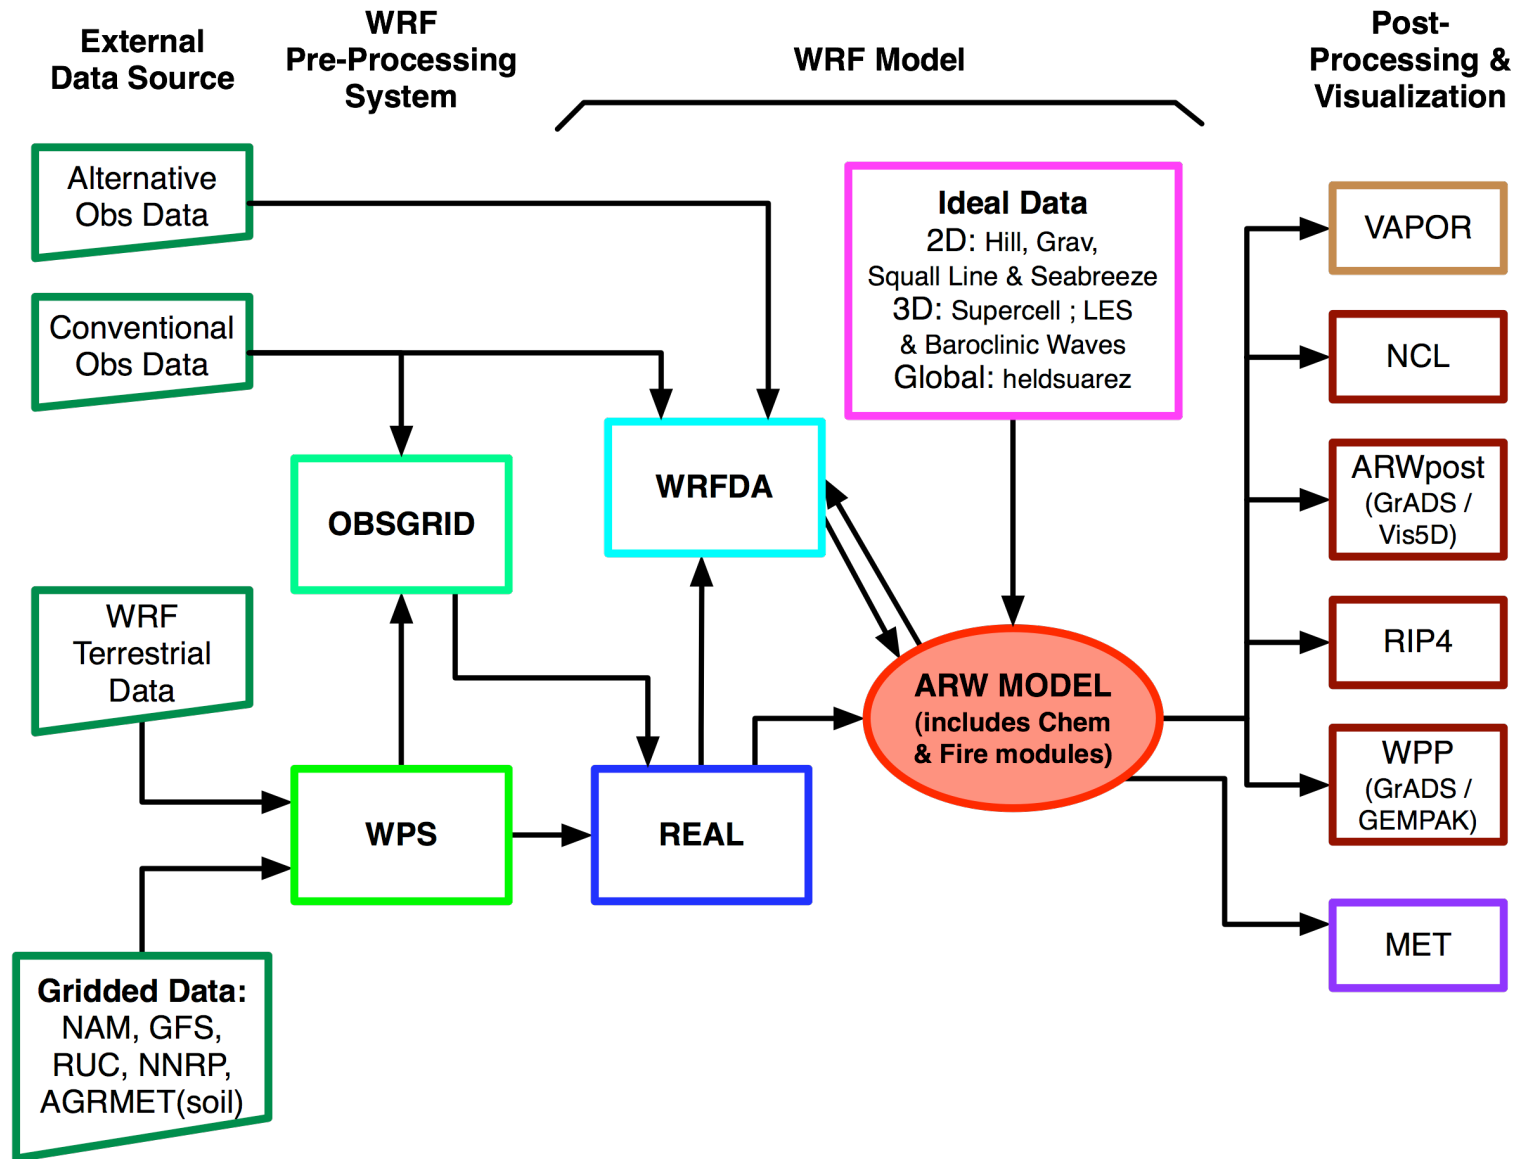 External
Data Source
WRF
Pre-Processing
System
WRF Model
Post-
Processing &
Visualization
Alternative
Obs Data
Conventional
Obs Data
WRF
Terrestrial
Data
Gridded Data:
NAM, GFS,
RUC, NNRP,
AGRMET(soil)
OBSGRID
WPS
WRFDA
REAL
Ideal Data
2D: Hill, Grav,
Squall Line & Seabreeze
3D: Supercell ; LES
& Baroclinic Waves
Global: heldsuarez
ARW MODEL
(includes Chem
& Fire modules)
VAPOR
NCL
ARWpost
(GrADS /
Vis5D)
RIP4
WPP
(GrADS /
GEMPAK)
MET